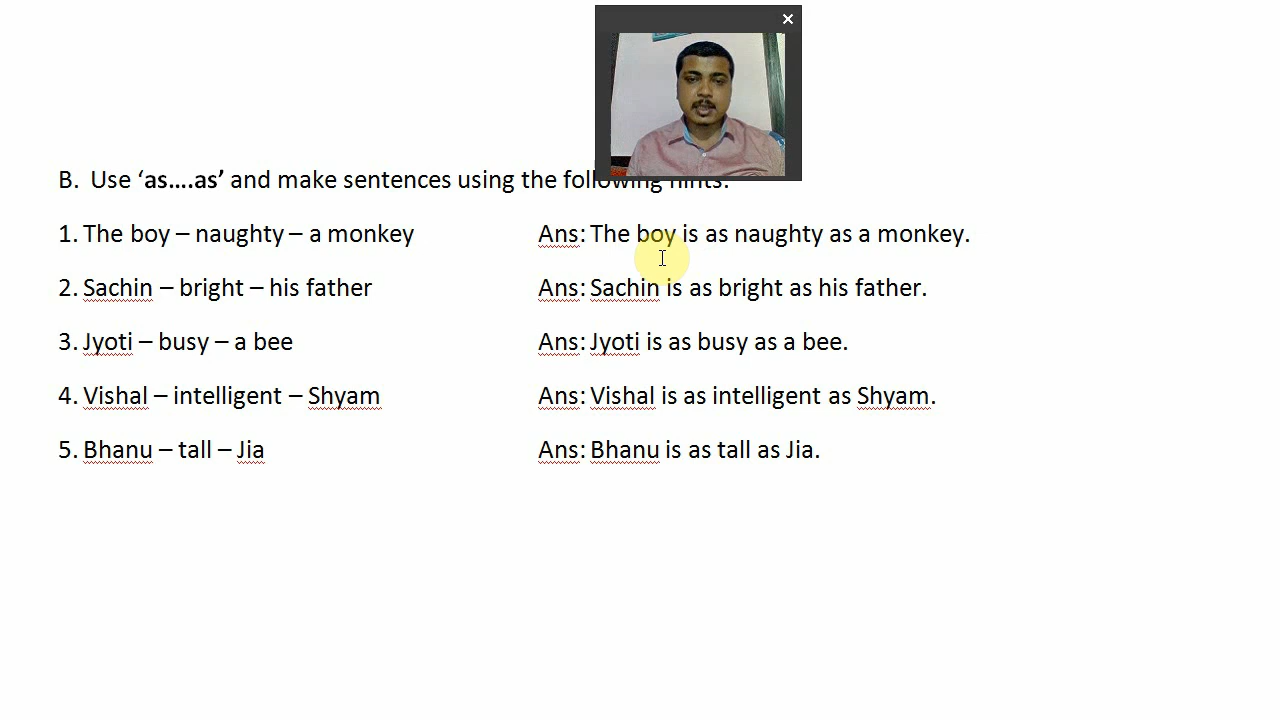 B. Use ‘as....as’ and make sentences using the following hints:
1. The boy – naughty – a monkey Ans: The boy is as naughty as a monkey.
2. Sachin – bright – his father Ans: Sachin is as bright as his father.
3. Jyoti – busy – a bee Ans: Jyoti is as busy as a bee.
4. Vishal – intelligent – Shyam Ans: Vishal is as intelligent as Shyam.
5. Bhanu – tall – Jia Ans: Bhanu is as tall as Jia.